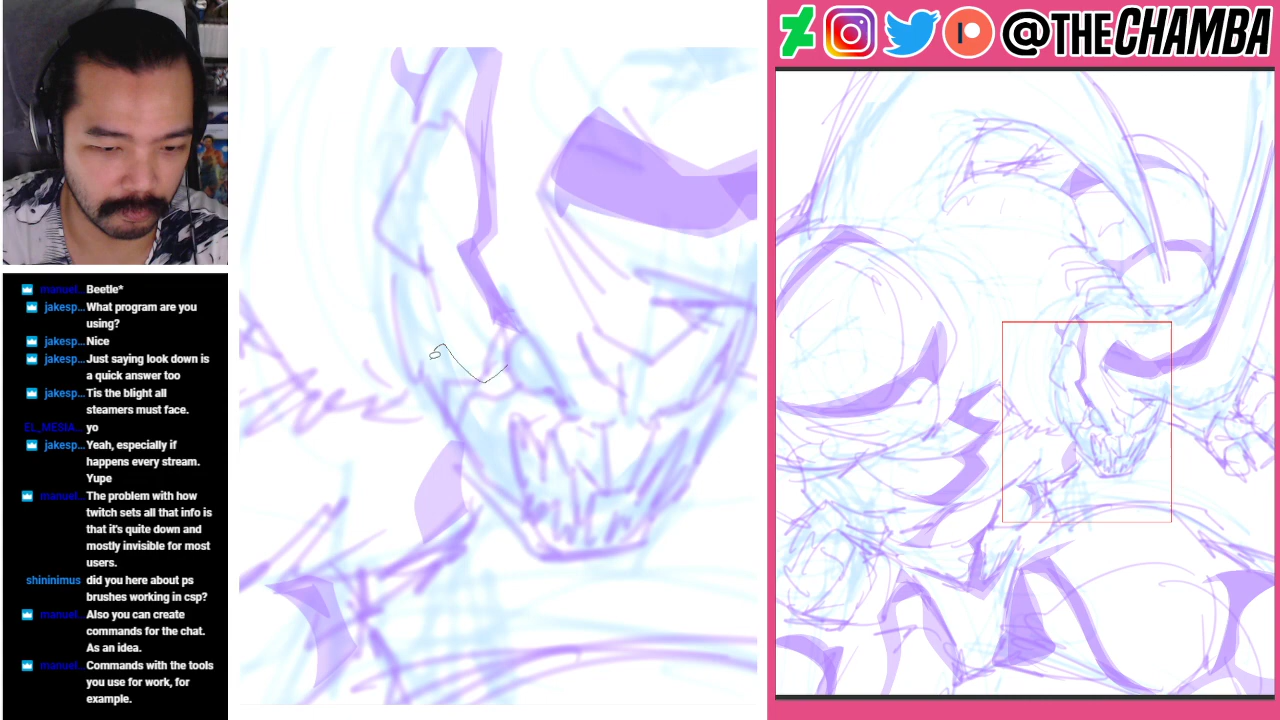 @THECHAMBA
manuel... Beetle*
jakesp... What program are you
using?
jakesp... Nice
jakesp... Just saying look down is
a quick answer too
jakesp... Tis the blight all
steamers must face.
EL_MESIA... yo
jakesp... Yeah, especially if
happens every stream.
Yupe
manuel... The problem with how
twitch sets all that info is
that it's quite down and
mostly invisible for most
users.
shininimus did you here about ps
brushes working in csp?
manuel... Also you can create
commands for the chat.
As an idea.
manuel... Commands with the tools
you use for work, for
example.